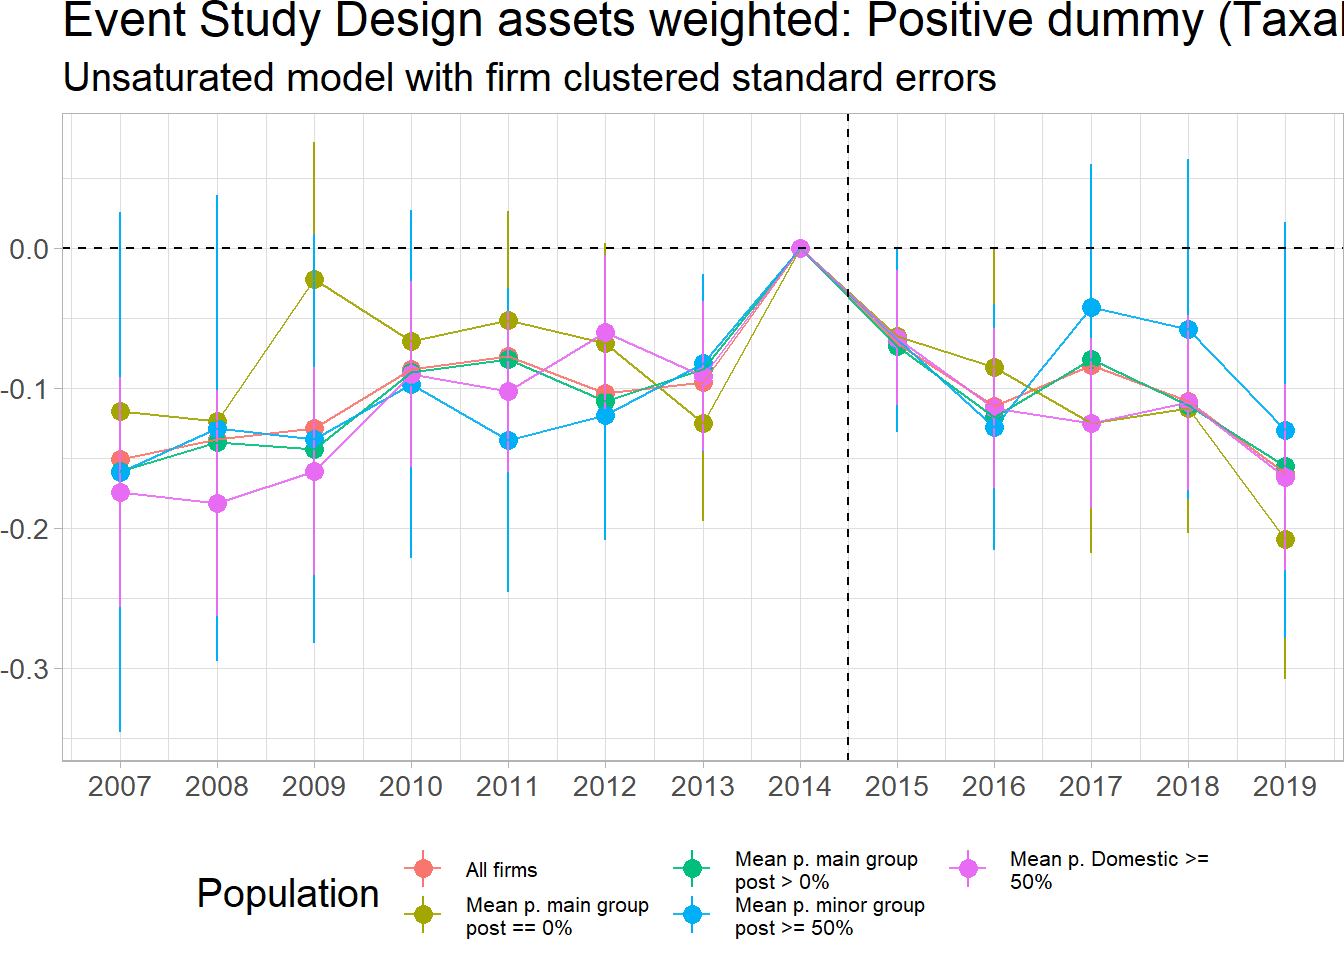 Event Study Design assets weighted: Positive dummy
Unsaturated model with firm clustered standard errors
0.0
-0.1
-0.2
-0.3
2007 2008 2009 2010 2011 2012 2013 2014 2015 2016 2017 2018 2019
Population
All firms
Mean p. main group
post == 0%
Mean p. main group
post > 0%
Mean p. minor group
post >= 50%
Mean p. Domestic >=
50%